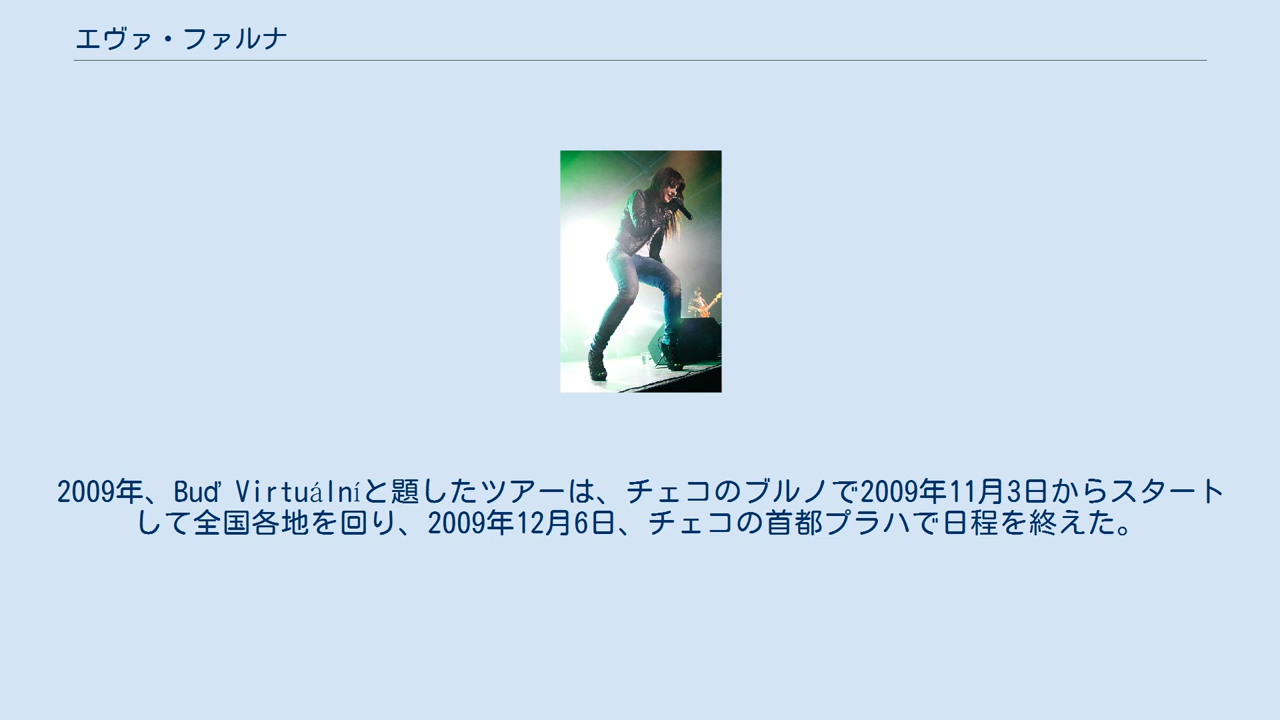 エヴァ・ファルナ
2009年、Buď Virtuálníと題したツアーは、チェコのブルノで2009年11月3日からスタート
して全国各地を回り、2009年12月6日、チェコの首都プラハで日程を終えた。